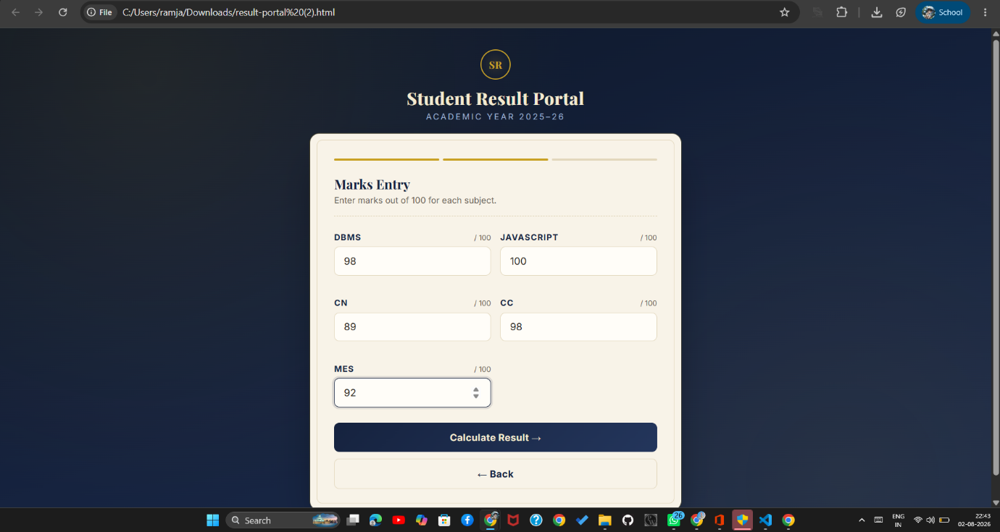 File
C:/Users/ramja/Downloads/result-portal%20(2).html
School
SR
Student Result Portal
ACADEMIC YEAR 2025–26
Marks Entry
Enter marks out of 100 for each subject.
DBMS / 100 JAVASCRIPT / 100
98 100
CN / 100 CC / 100
89 98
MES / 100
92
Calculate Result →
← Back
Search
26
ENG
IN
22:43
02-08-2026